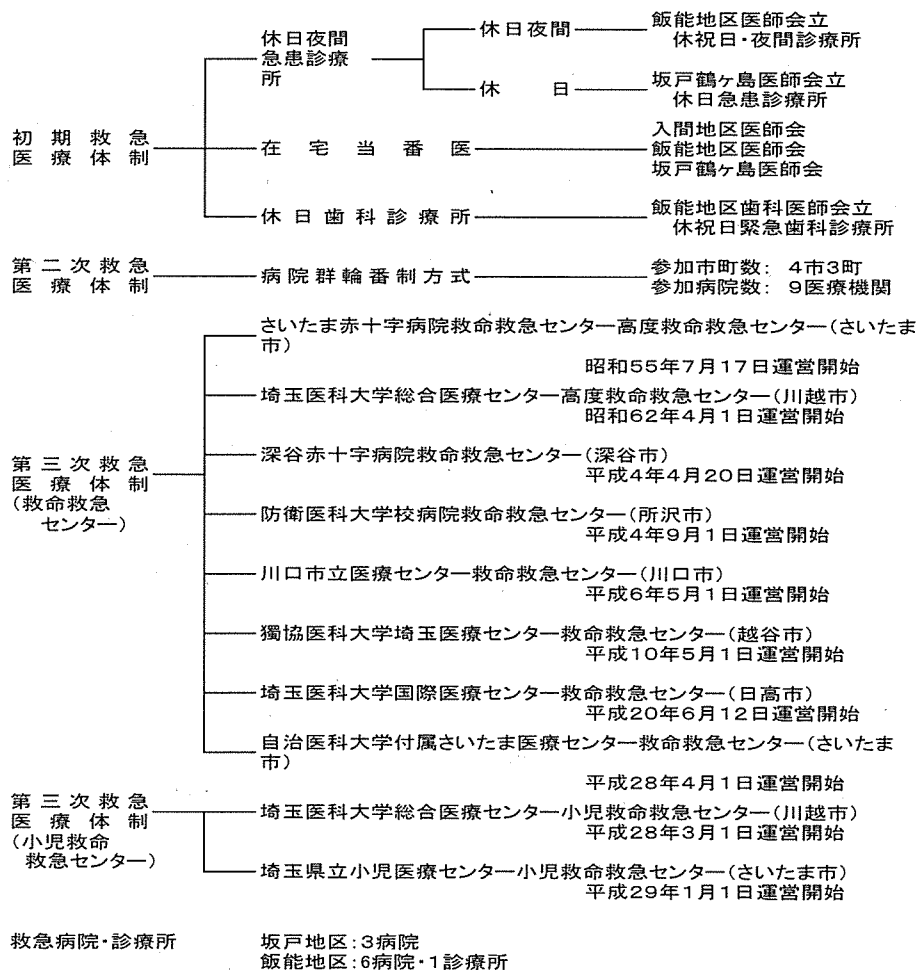 休日夜間
急患診療
所
休日夜間
飯能地区医師会立
休祝日・夜間診療所
休　　日
坂戸鶴ヶ島医師会立
休日急患診療所
初期救急
医療体制
在宅当番医
入間地区医師会
飯能地区医師会
坂戸鶴ヶ島医師会
休日歯科診療所
飯能地区歯科医師会立
休祝日緊急歯科診療所
第二次救急
医療体制
病院群輪番制方式
参加市町数： 4市3町
参加病院数： 9医療機関
第三次救急
医療体制
(救命救急
センター)
さいたま赤十字病院救命救急センター高度救命救急センター(さいたま
市)
昭和55年7月17日運営開始
埼玉医科大学総合医療センター高度救命救急センター(川越市)
昭和62年4月1日運営開始
深谷赤十字病院救命救急センター(深谷市)
平成4年4月20日運営開始
防衛医科大学校病院救命救急センター(所沢市)
平成4年9月1日運営開始
川口市立医療センター救命救急センター(川口市)
平成6年5月1日運営開始
獨協医科大学埼玉医療センター救命救急センター(越谷市)
平成10年5月1日運営開始
埼玉医科大学国際医療センター救命救急センター(日高市)
平成20年6月12日運営開始
自治医科大学付属さいたま医療センター救命救急センター(さいたま
市)
平成28年4月1日運営開始
第三次救急
医療体制
(小児救命
救急センター)
埼玉医科大学総合医療センター小児救命救急センター(川越市)
平成28年3月1日運営開始
埼玉県立小児医療センター小児救命救急センター(さいたま市)
平成29年1月1日運営開始
救急病院・診療所
坂戸地区：3病院
飯能地区：6病院・1診療所